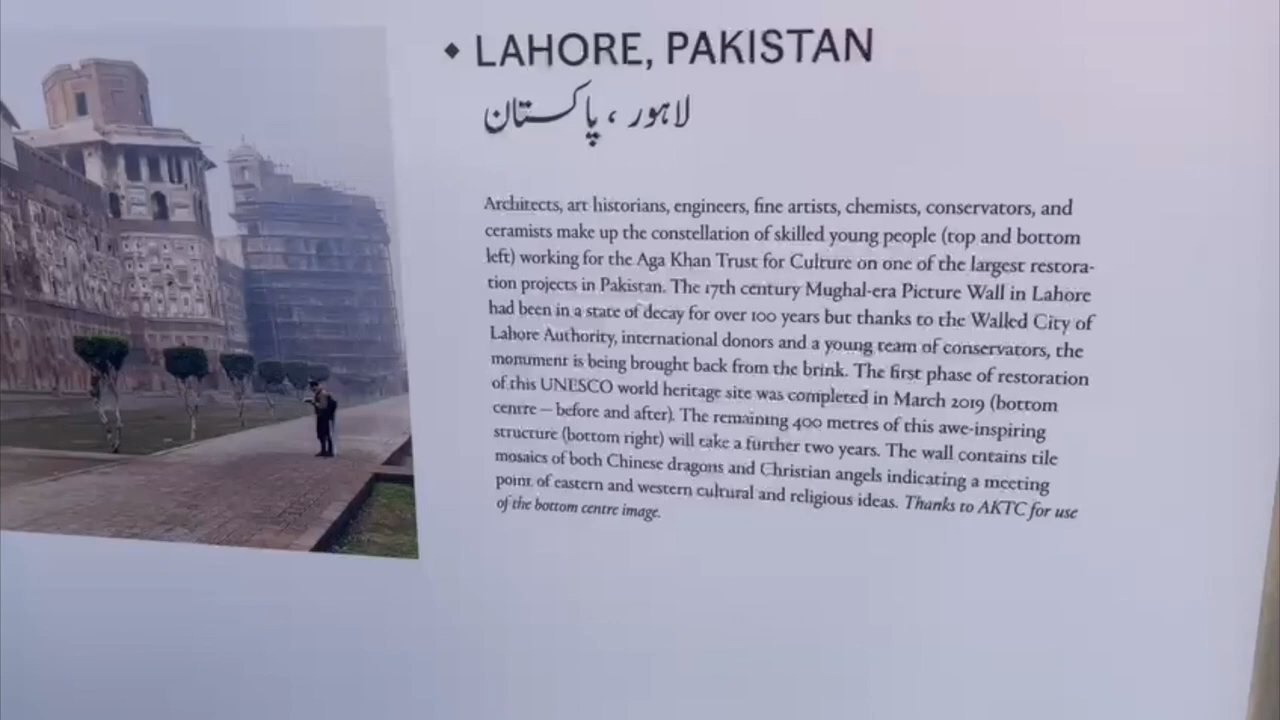 ◆ LAHORE, PAKISTAN
لاہور ، پاکستان
Architects, art historians, engineers, fine artists, chemists, conservators, and
ceramists make up the constellation of skilled young people (top and bottom
left) working for the Aga Khan Trust for Culture on one of the largest restora-
tion projects in Pakistan. The 17th century Mughal-era Picture Wall in Lahore
had been in a state of decay for over 100 years but thanks to the Walled City of
Lahore Authority, international donors and a young team of conservators, the
monument is being brought back from the brink. The first phase of restoration
of this UNESCO world heritage site was completed in March 2019 (bottom
centre – before and after). The remaining 400 metres of this awe-inspiring
structure (bottom right) will take a further two years. The wall contains tile
mosaics of both Chinese dragons and Christian angels indicating a meeting
point of eastern and western cultural and religious ideas. Thanks to AKTC for use
of the bottom centre image.